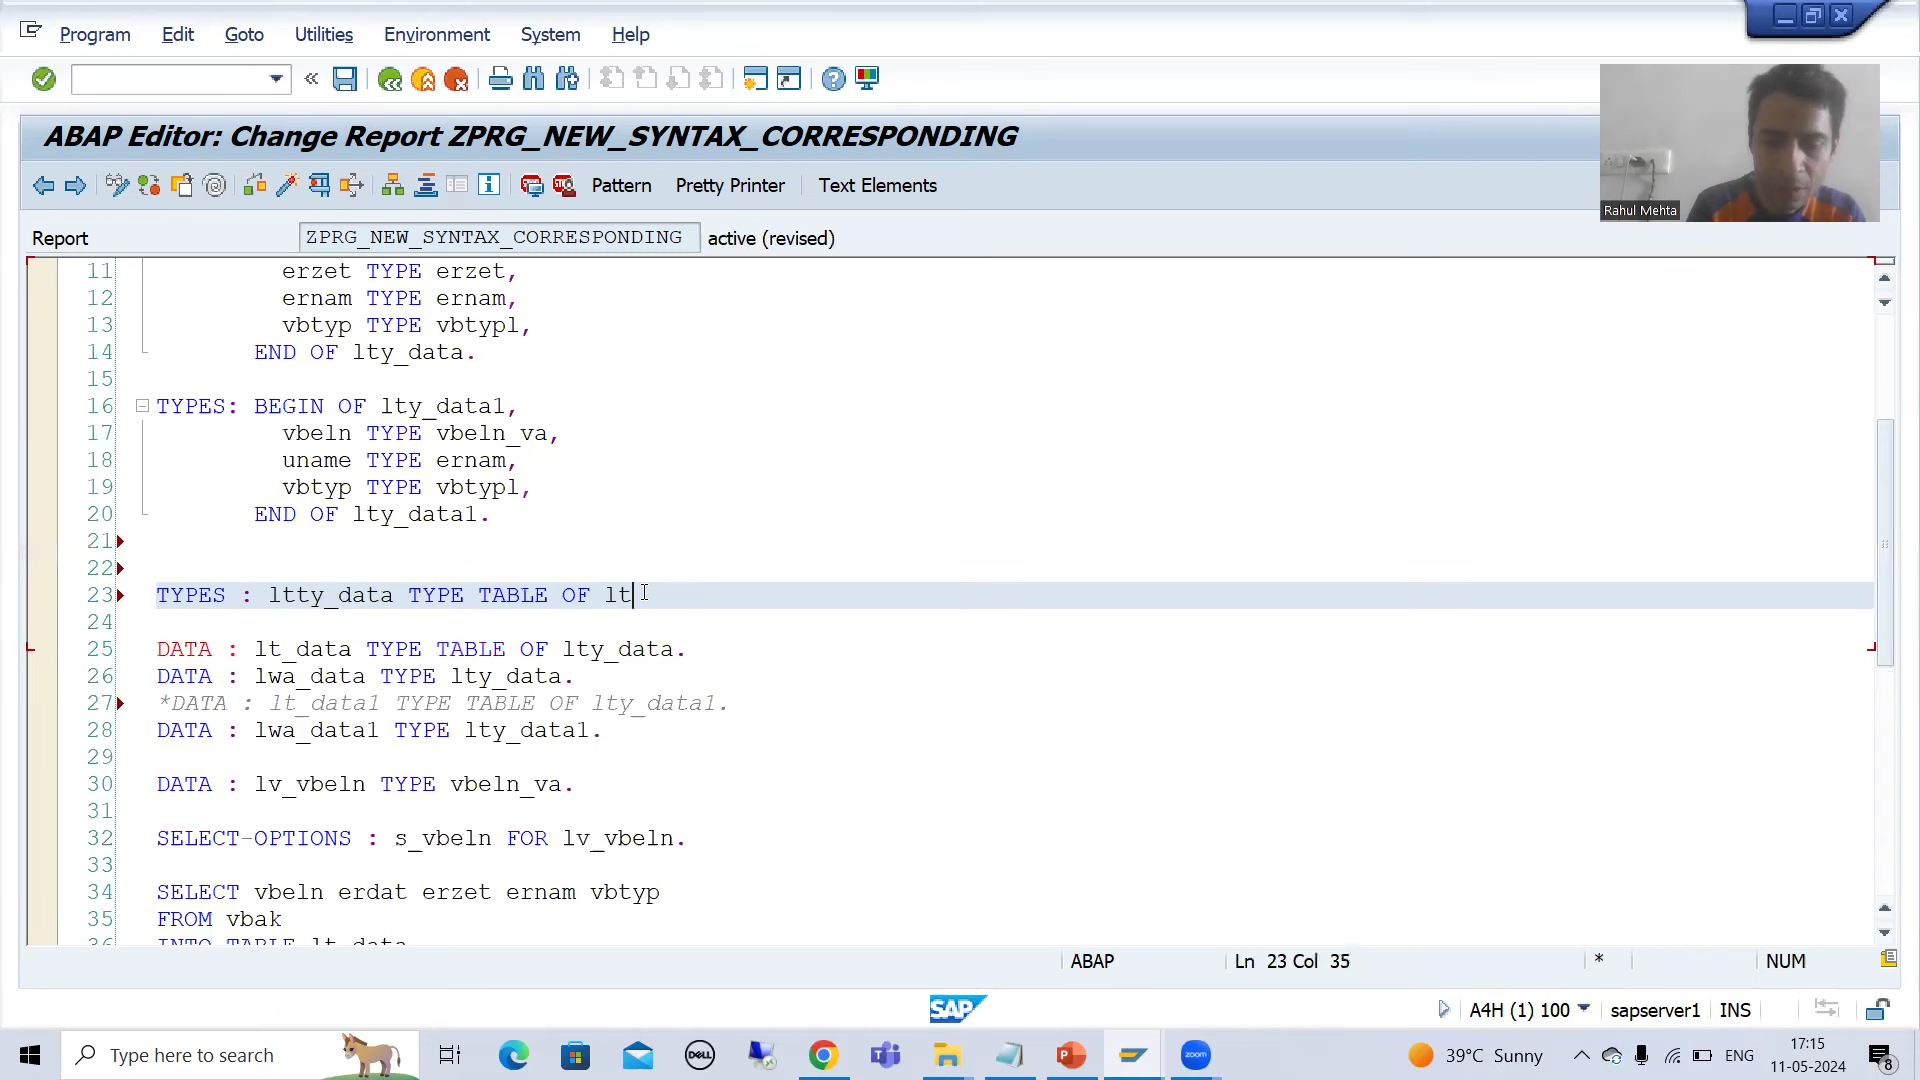 Program Edit Goto Utilities Environment System Help
ABAP Editor: Change Report ZPRG_NEW_SYNTAX_CORRESPONDING
Pattern Pretty Printer Text Elements
Rahul Mehta
Report ZPRG_NEW_SYNTAX_CORRESPONDING active (revised)
11 erzet TYPE erzet,
12 ernam TYPE ernam,
13 vbtyp TYPE vbtypl,
14 END OF lty_data.
15
16 TYPES: BEGIN OF lty_data1,
17 vbeln TYPE vbeln_va,
18 uname TYPE ernam,
19 vbtyp TYPE vbtypl,
20 END OF lty_data1.
21
22
23 TYPES : ltty_data TYPE TABLE OF lt
24
25 DATA : lt_data TYPE TABLE OF lty_data.
26 DATA : lwa_data TYPE lty_data.
27 *DATA : lt_data1 TYPE TABLE OF lty_data1.
28 DATA : lwa_data1 TYPE lty_data1.
29
30 DATA : lv_vbeln TYPE vbeln_va.
31
32 SELECT-OPTIONS : s_vbeln FOR lv_vbeln.
33
34 SELECT vbeln erdat erzet ernam vbtyp
35 FROM vbak
36 INTO TABLE lt_data
ABAP Ln 23 Col 35 * NUM
SAP A4H (1) 100 sapserver1 INS
Type here to search DELL zoom 39°C Sunny ENG 17:15
11-05-2024 8